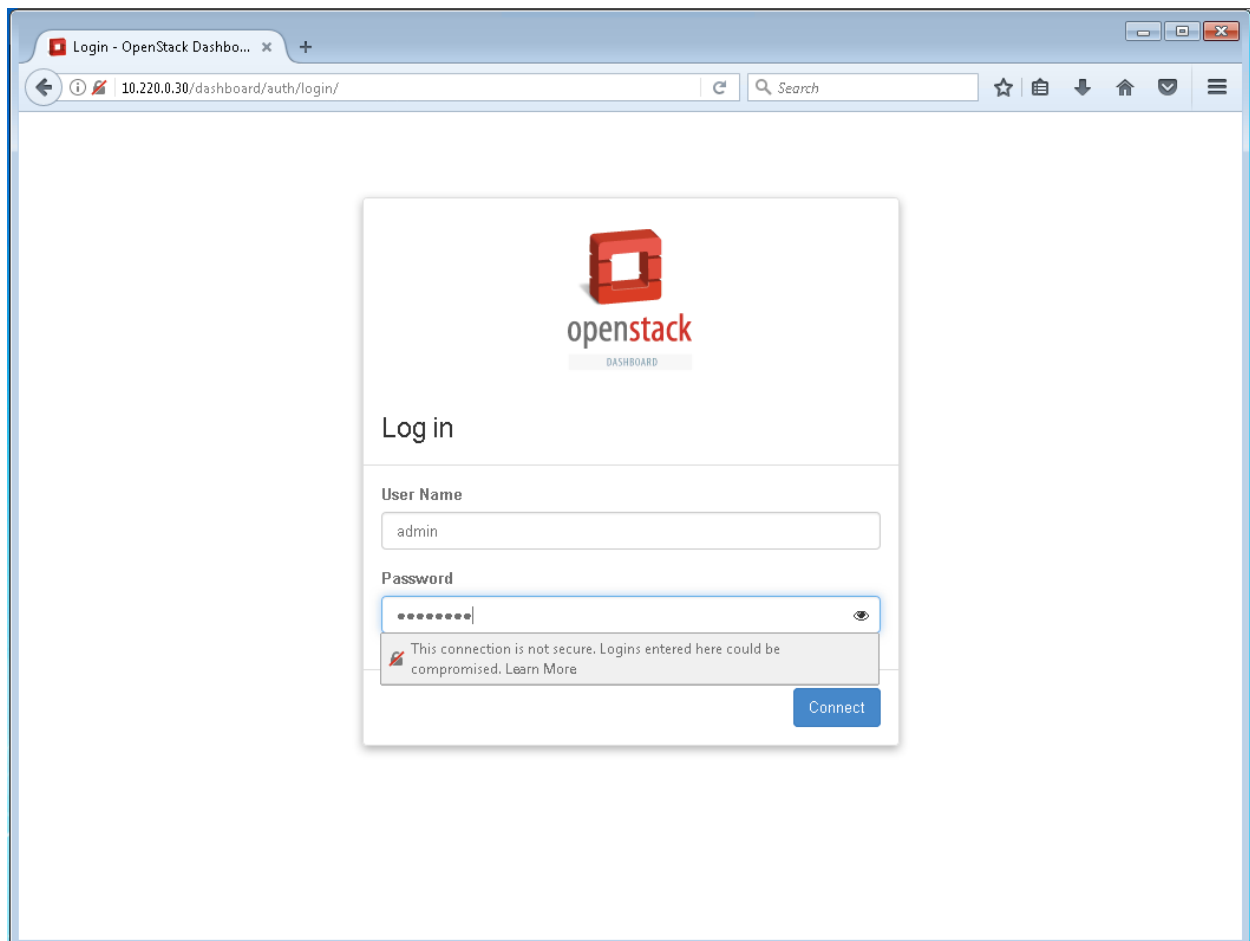 Login - OpenStack Dashbo...
10.220.0.30/dashboard/auth/login/
Search
openstack
DASHBOARD
Log in
User Name
admin
Password
This connection is not secure. Logins entered here could be
compromised. Learn More
Connect